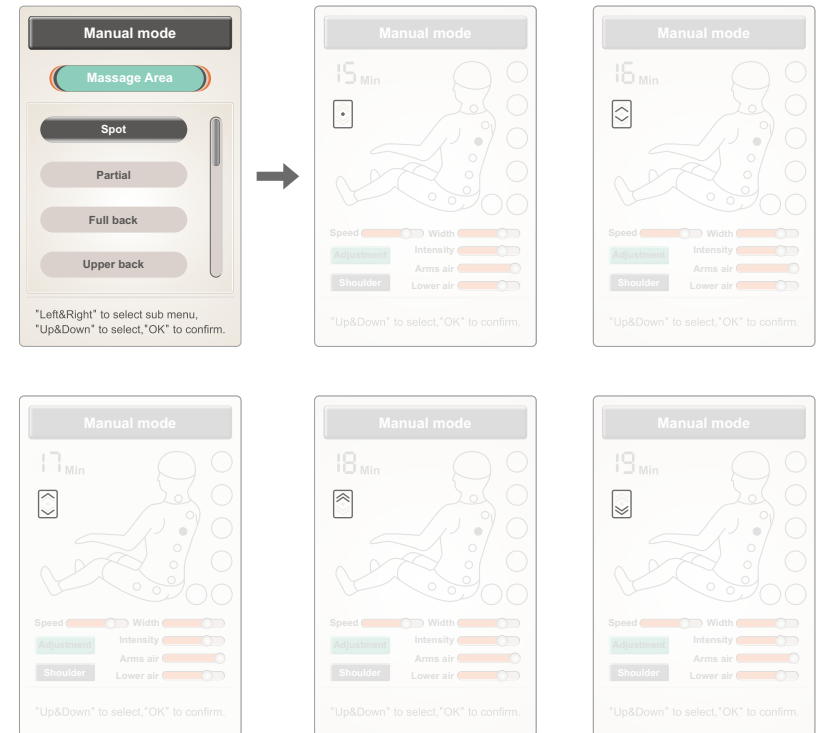 Manual mode
Massage Area
Spot
Partial
Full back
Upper back
"Left&Right" to select sub menu,
"Up&Down" to select,"OK" to confirm.
Manual mode
15 Min
Speed Width
Adjustment Intensity
Arms air
Shoulder Lower air
"Up&Down" to select,"OK" to confirm.
Manual mode
16 Min
Speed Width
Adjustment Intensity
Arms air
Shoulder Lower air
"Up&Down" to select,"OK" to confirm.
Manual mode
17 Min
Speed Width
Adjustment Intensity
Arms air
Shoulder Lower air
"Up&Down" to select,"OK" to confirm.
Manual mode
18 Min
Speed Width
Adjustment Intensity
Arms air
Shoulder Lower air
"Up&Down" to select,"OK" to confirm.
Manual mode
19 Min
Speed Width
Adjustment Intensity
Arms air
Shoulder Lower air
"Up&Down" to select,"OK" to confirm.